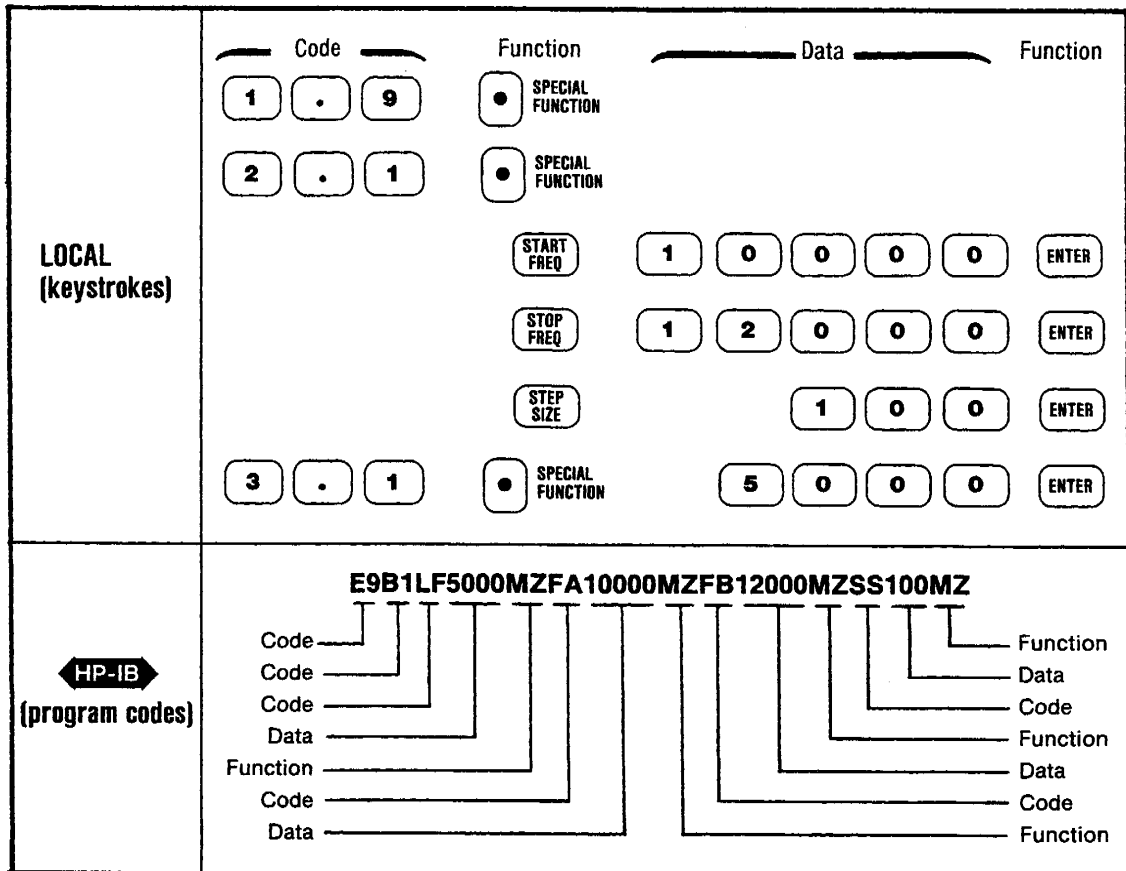 Code Function Data Function
1 . 9 SPECIAL FUNCTION
2 . 1 SPECIAL FUNCTION
LOCAL
(keystrokes)
START FREQ 1 0 0 0 0 ENTER
STOP FREQ 1 2 0 0 0 ENTER
STEP SIZE 1 0 0 ENTER
3 . 1 SPECIAL FUNCTION 5 0 0 0 ENTER
HP-IB
(program codes)
E9B1LF5000MZFA10000MZFB12000MZSS100MZ
Code Function
Code Data
Code Code
Data Function
Function Data
Code Code
Data Function